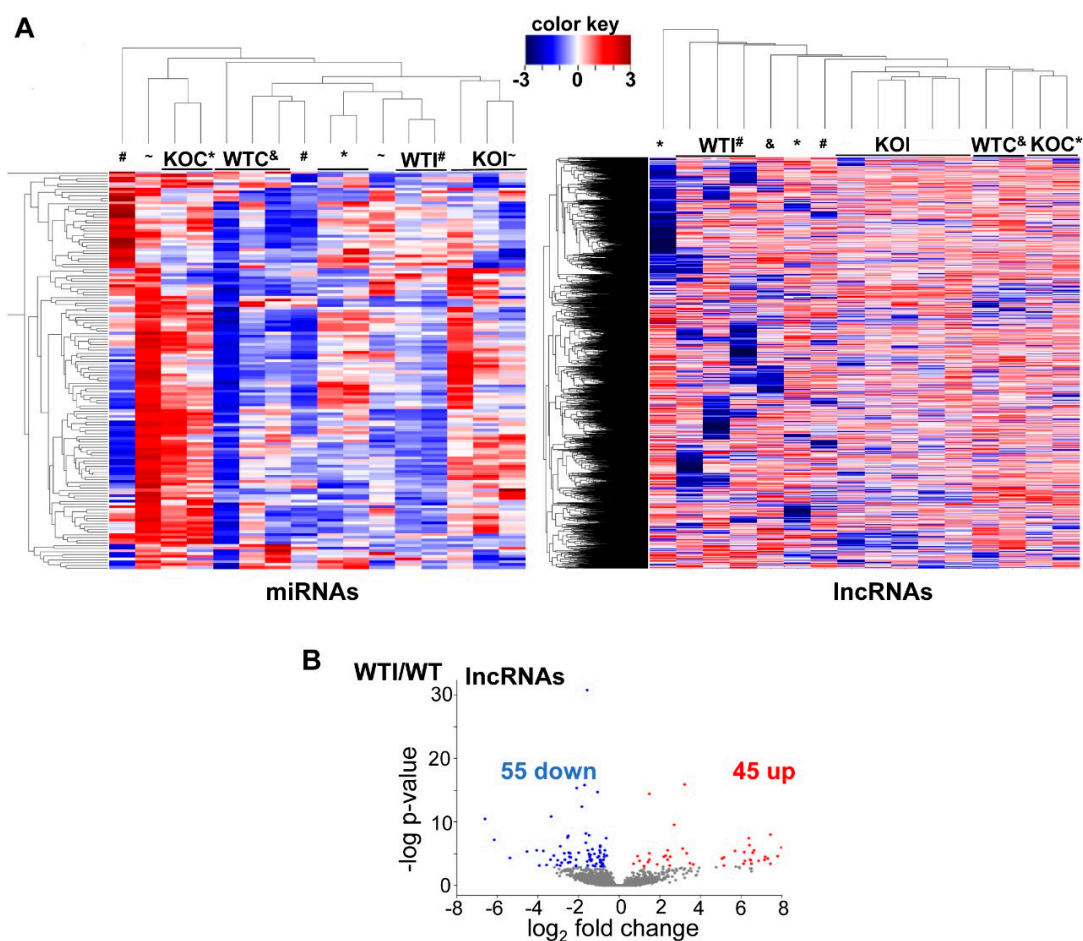 A
color key
-3 0 3
# ~ KOC* WTC& # * ~ WTI# KOI~
* WTI# & * # KOI WTC& KOC*
miRNAs
lncRNAs
B
WTI/WT lncRNAs
30
20
10
0
55 down
45 up
-log p-value
-8 -6 -4 -2 0 2 4 6 8
log2 fold change